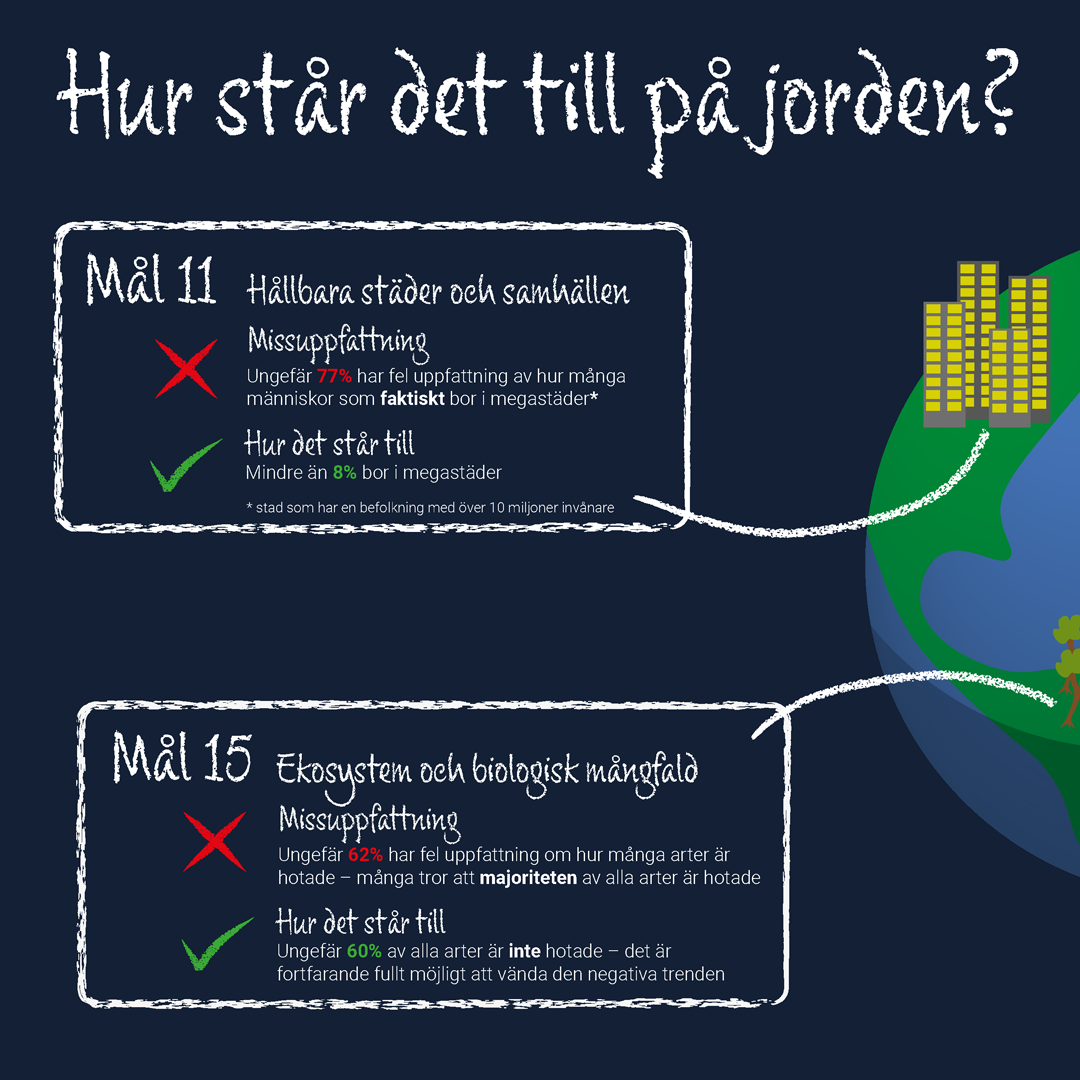 Hur står det till på jorden?
Mål 11 Hållbara städer och samhällen
Missuppfattning
Ungefär 77% har fel uppfattning av hur många
människor som faktiskt bor i megastäder*
Hur det står till
Mindre än 8% bor i megastäder
* stad som har en befolkning med över 10 miljoner invånare
Mål 15 Ekosystem och biologisk mångfald
Missuppfattning
Ungefär 62% har fel uppfattning om hur många arter är
hotade – många tror att majoriteten av alla arter är hotade
Hur det står till
Ungefär 60% av alla arter är inte hotade – det är
fortfarande fullt möjligt att vända den negativa trenden